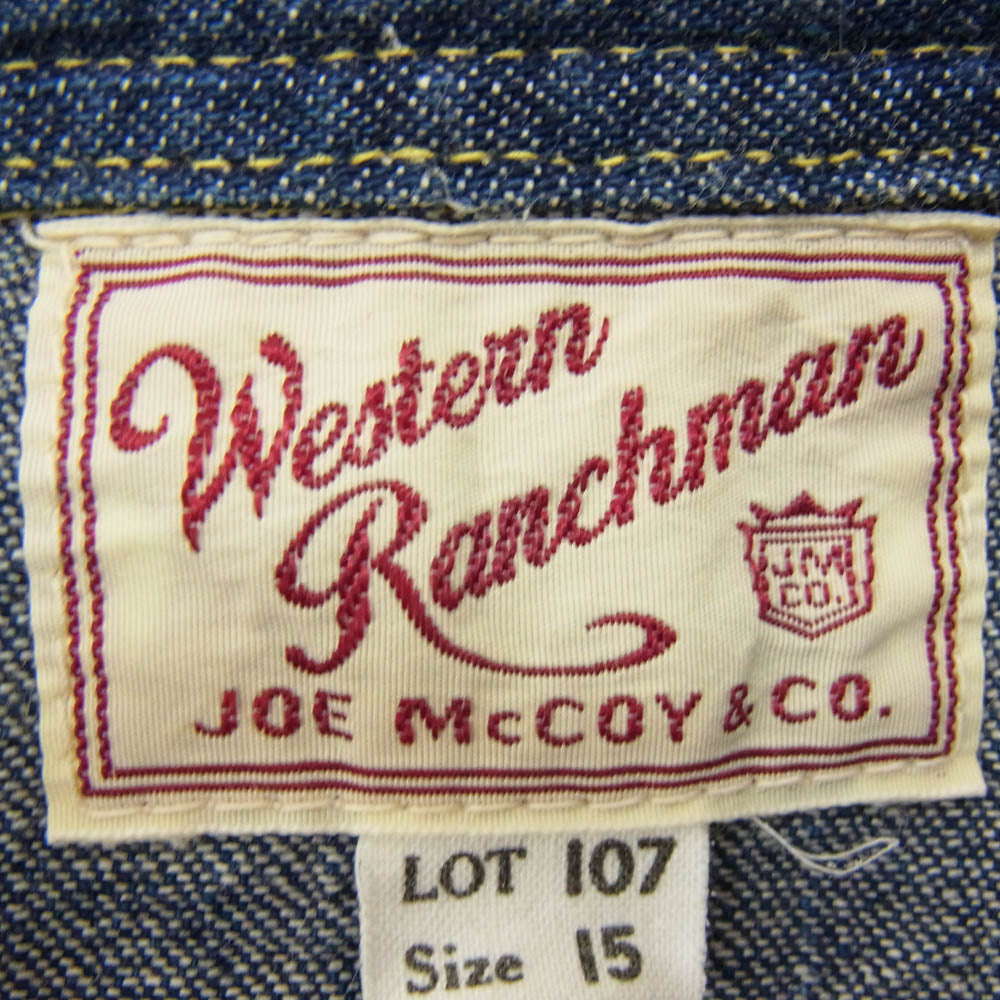 Western
Ranchman
JM
CO.
JOE McCOY & CO.
LOT 107
Size 15